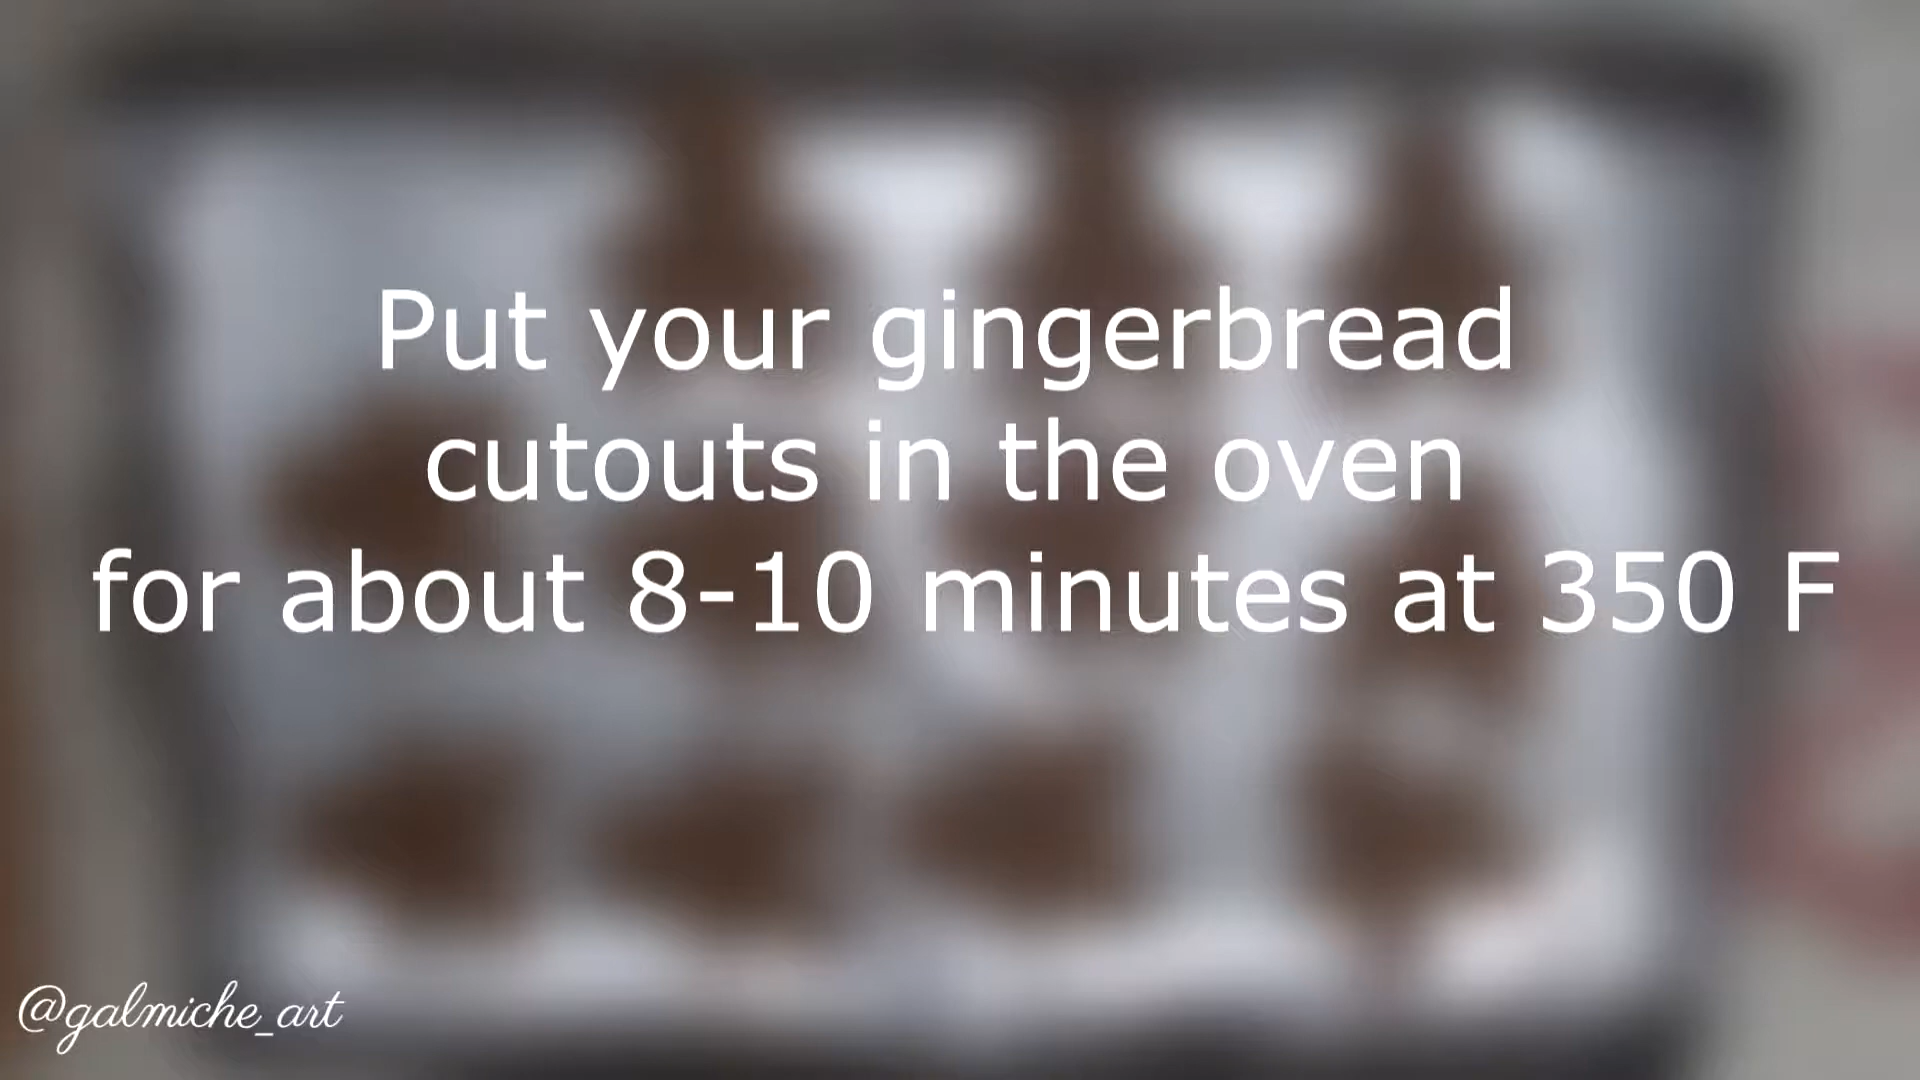 Put your gingerbread
cutouts in the oven
for about 8-10 minutes at 350 F
@galmiche_art